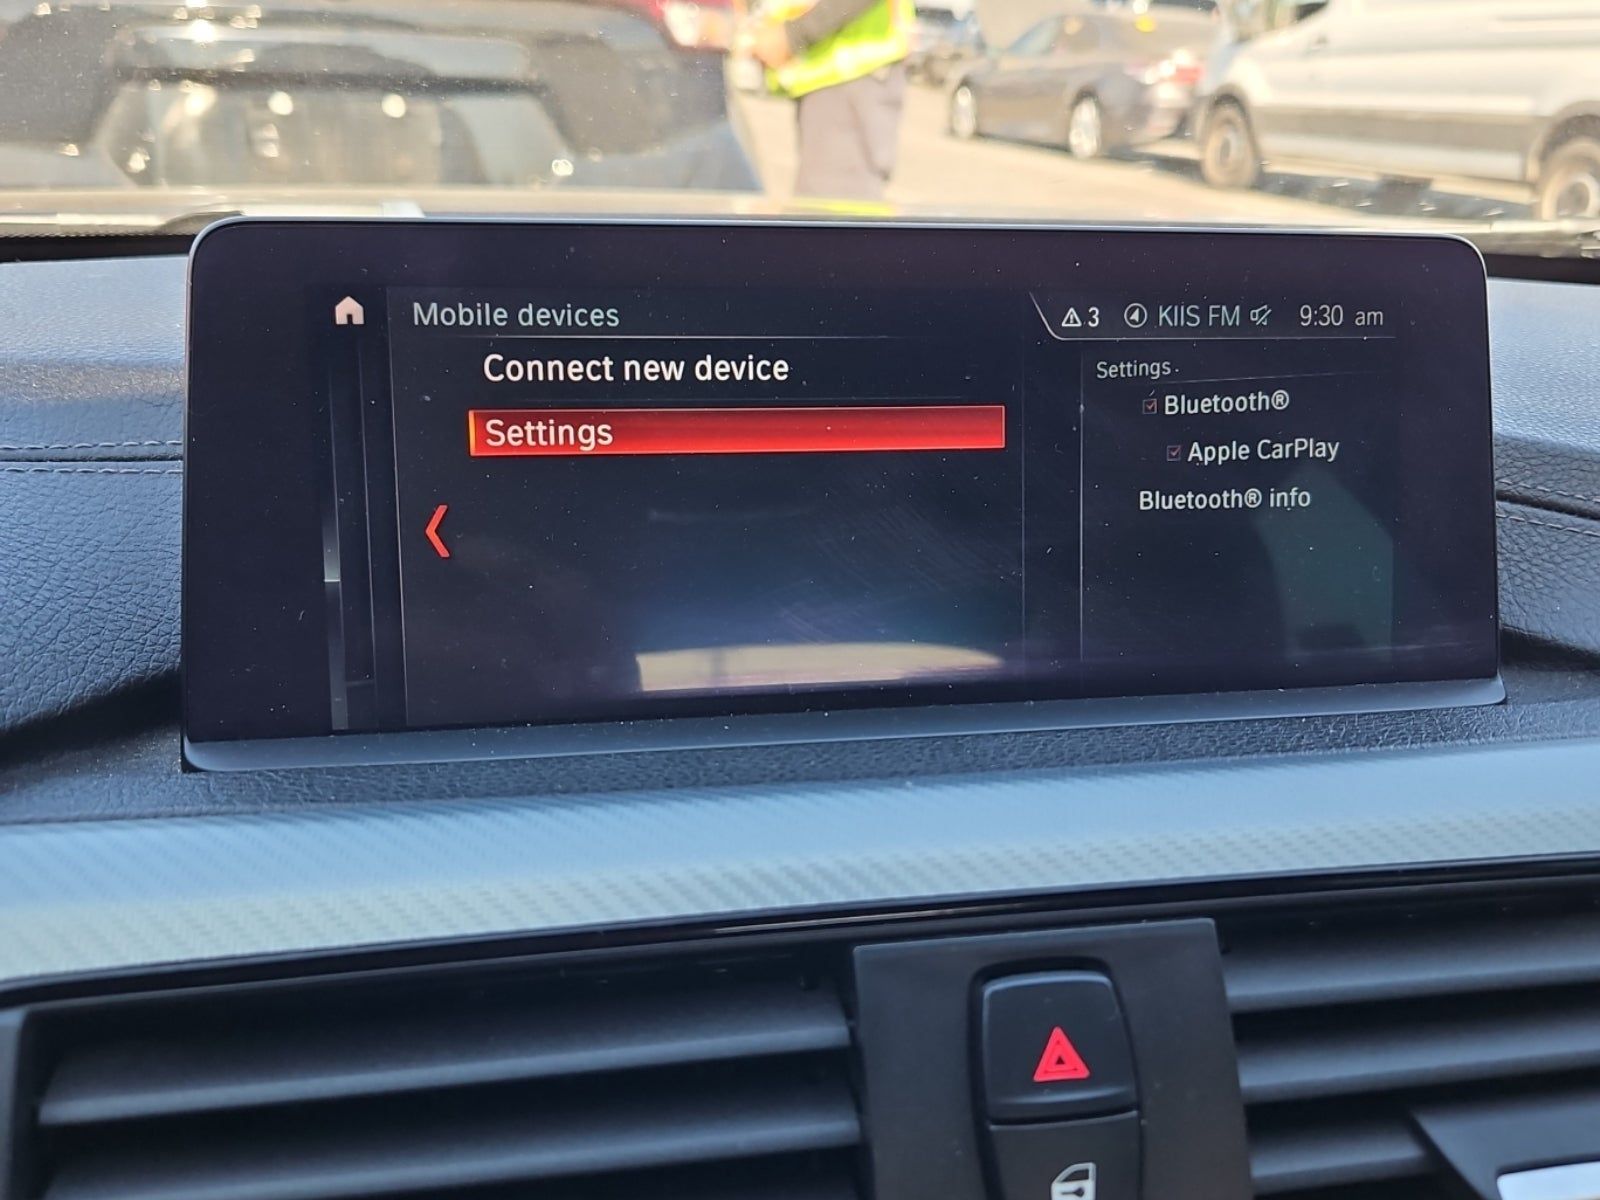 Mobile devices
3 KIIS FM 9:30 am
Connect new device
Settings
Settings
Bluetooth®
Apple CarPlay
Bluetooth® info